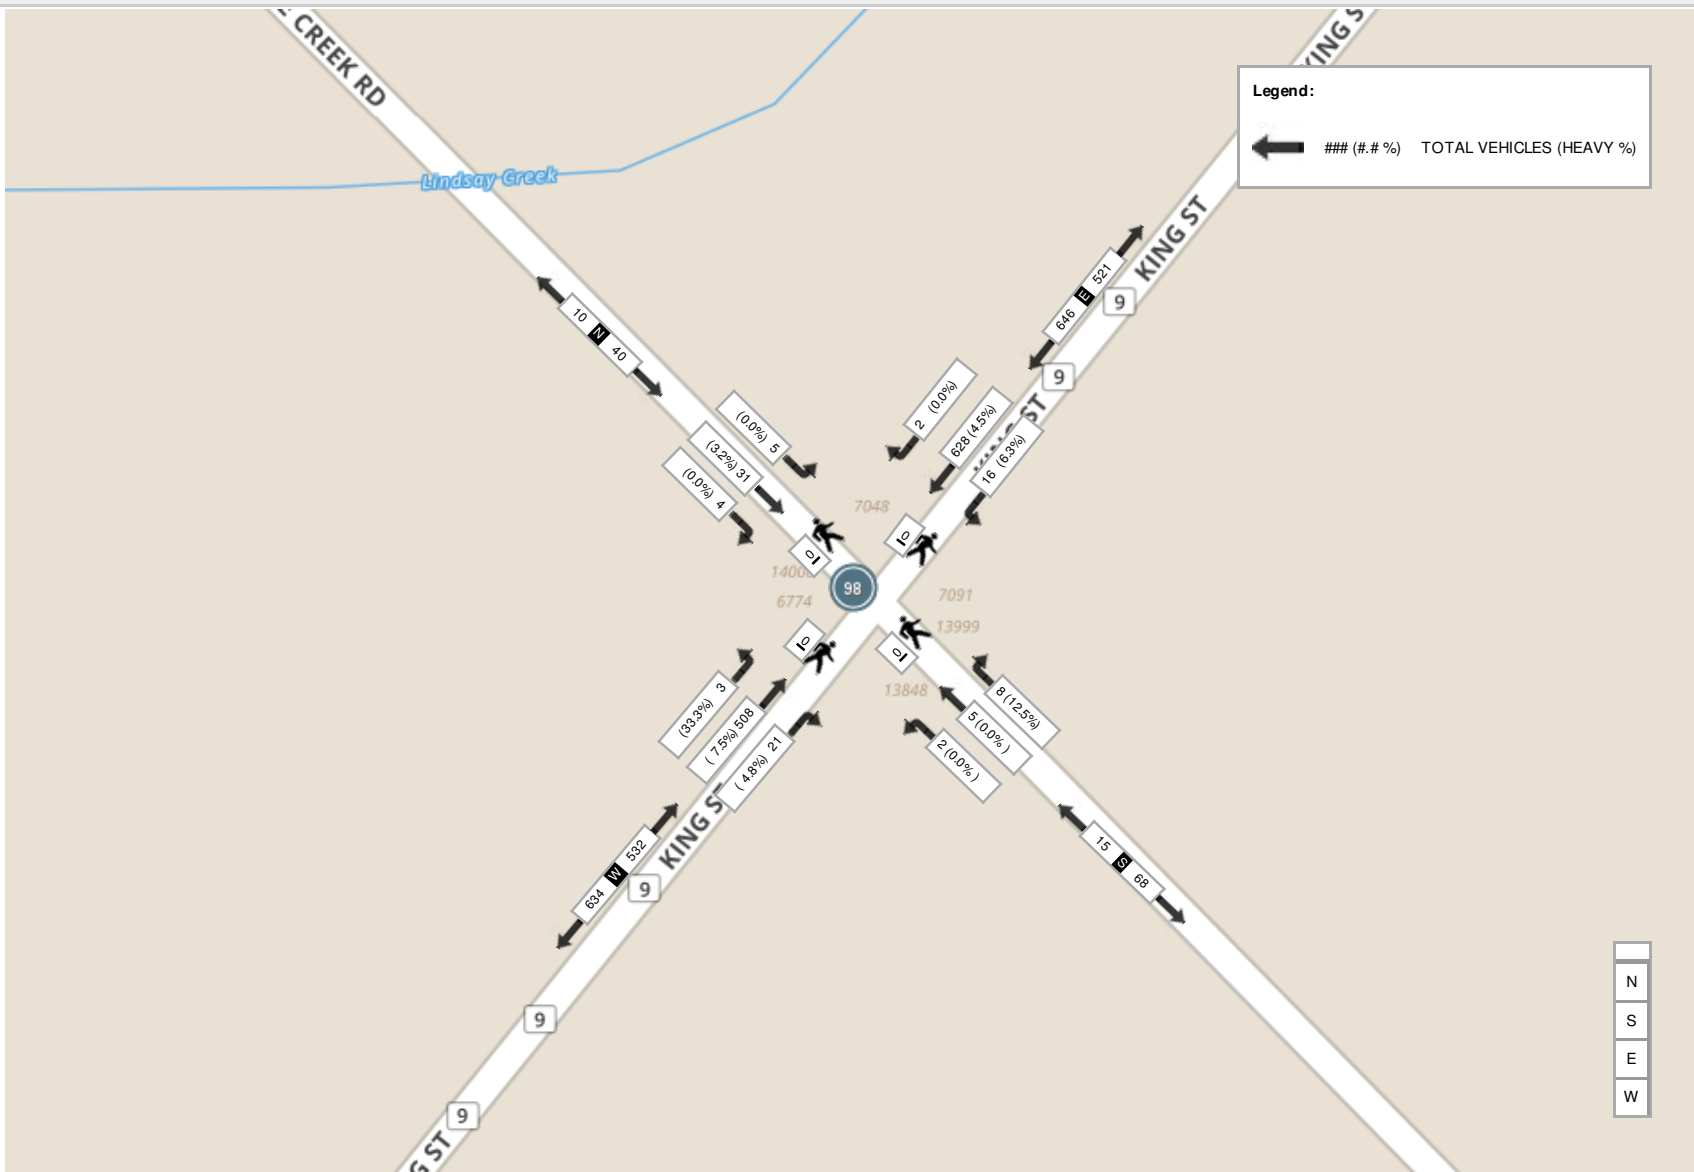 E CREEK RD
KING S
Legend:
### (#.# %) TOTAL VEHICLES (HEAVY %)
Lindsay Creek
KING ST
9
646 E 521
10 N 40
9
2 (0.0%)
628 (4.5%)
16 (6.3%)
(0.0%) 5
(3.2%) 31
(0.0%) 4
ST
7048
0
0
1400
98
6774
7091
13999
0
0
13848
(33.3%) 3
( 7.5%) 508
( 4.8%) 21
8 (12.5%)
5 (0.0% )
2 (0.0% )
KING S
634 W 532
9
15 S 68
9
9
G ST
N
S
E
W